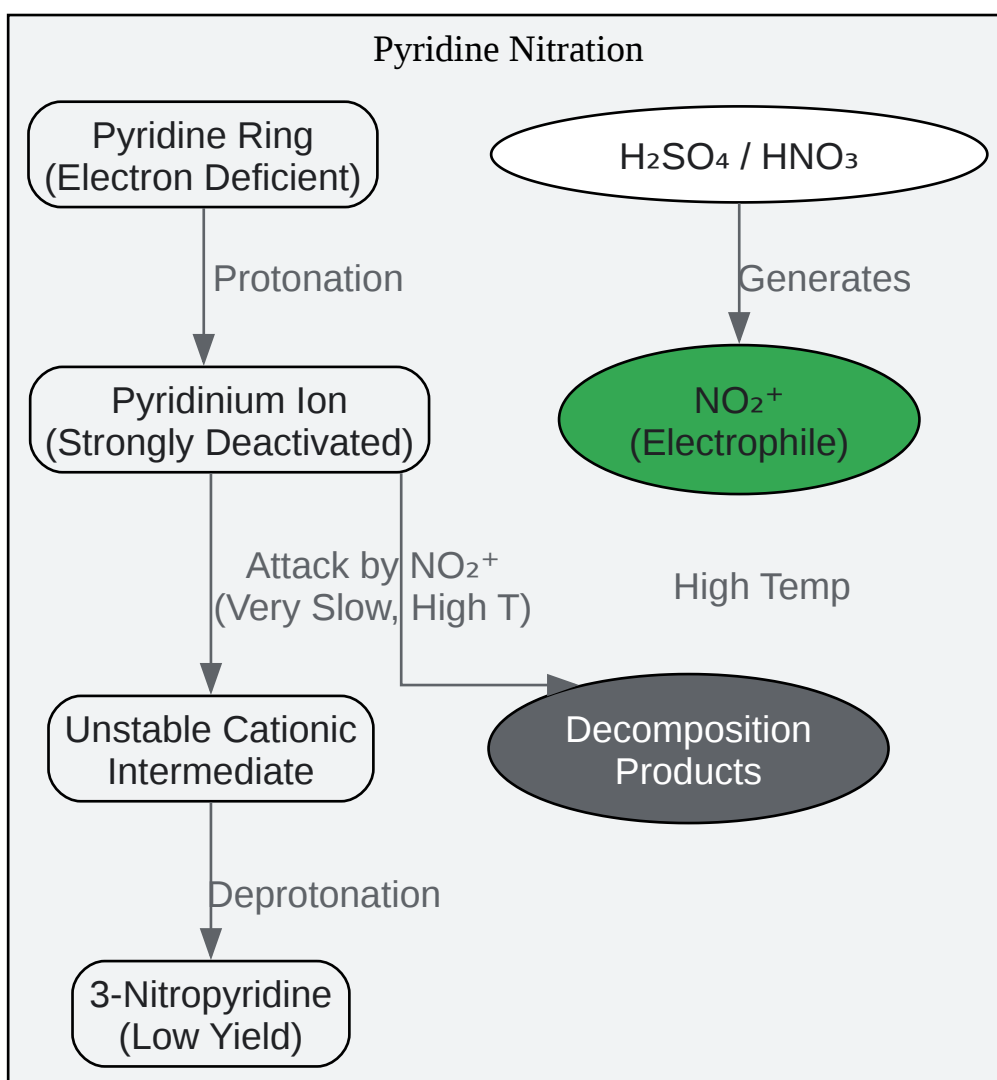 Pyridine Nitration
Pyridine Ring
(Electron Deficient)
H₂SO₄ / HNO₃
Protonation
Generates
Pyridinium Ion
(Strongly Deactivated)
NO₂⁺
(Electrophile)
Attack by NO₂⁺
(Very Slow, High T)
High Temp
Unstable Cationic
Intermediate
Decomposition
Products
Deprotonation
3-Nitropyridine
(Low Yield)